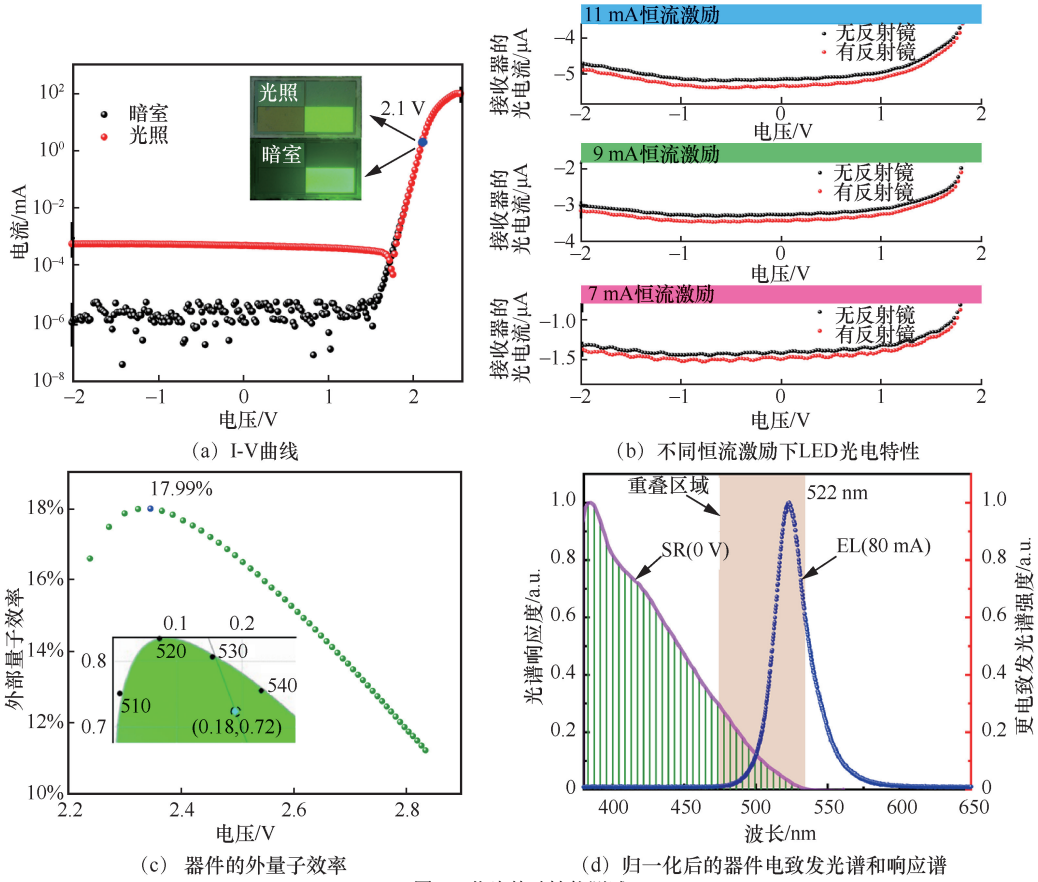 10²
10⁰
10⁻²
10⁻⁴
10⁻⁶
10⁻⁸
电流/mA
暗室
光照
光照
暗室
2.1 V
−2
−1
0
1
2
电压/V
(a) I-V曲线
11 mA恒流激励
无反射镜
有反射镜
接收器的
光电流/μA
−4
−5
−2
−1
0
1
2
电压/V
9 mA恒流激励
无反射镜
有反射镜
接收器的
光电流/μA
−2
−3
−4
−2
−1
0
1
2
电压/V
7 mA恒流激励
无反射镜
有反射镜
接收器的
光电流/μA
−1.0
−1.5
−2
−1
0
1
2
电压/V
(b) 不同恒流激励下LED光电特性
18%
16%
14%
12%
10%
外部量子效率
17.99%
0.1
0.2
0.8
0.7
510
520
530
540
(0.18,0.72)
2.2
2.4
2.6
2.8
电压/V
(c) 器件的外量子效率
1.0
0.8
0.6
0.4
0.2
0
光谱响应度/a.u.
重叠区域
522 nm
SR(0 V)
EL(80 mA)
1.0
0.8
0.6
0.4
0.2
0
更电致发光谱强度/a.u.
400
450
500
550
600
650
波长/nm
(d) 归一化后的器件电致发光谱和响应谱